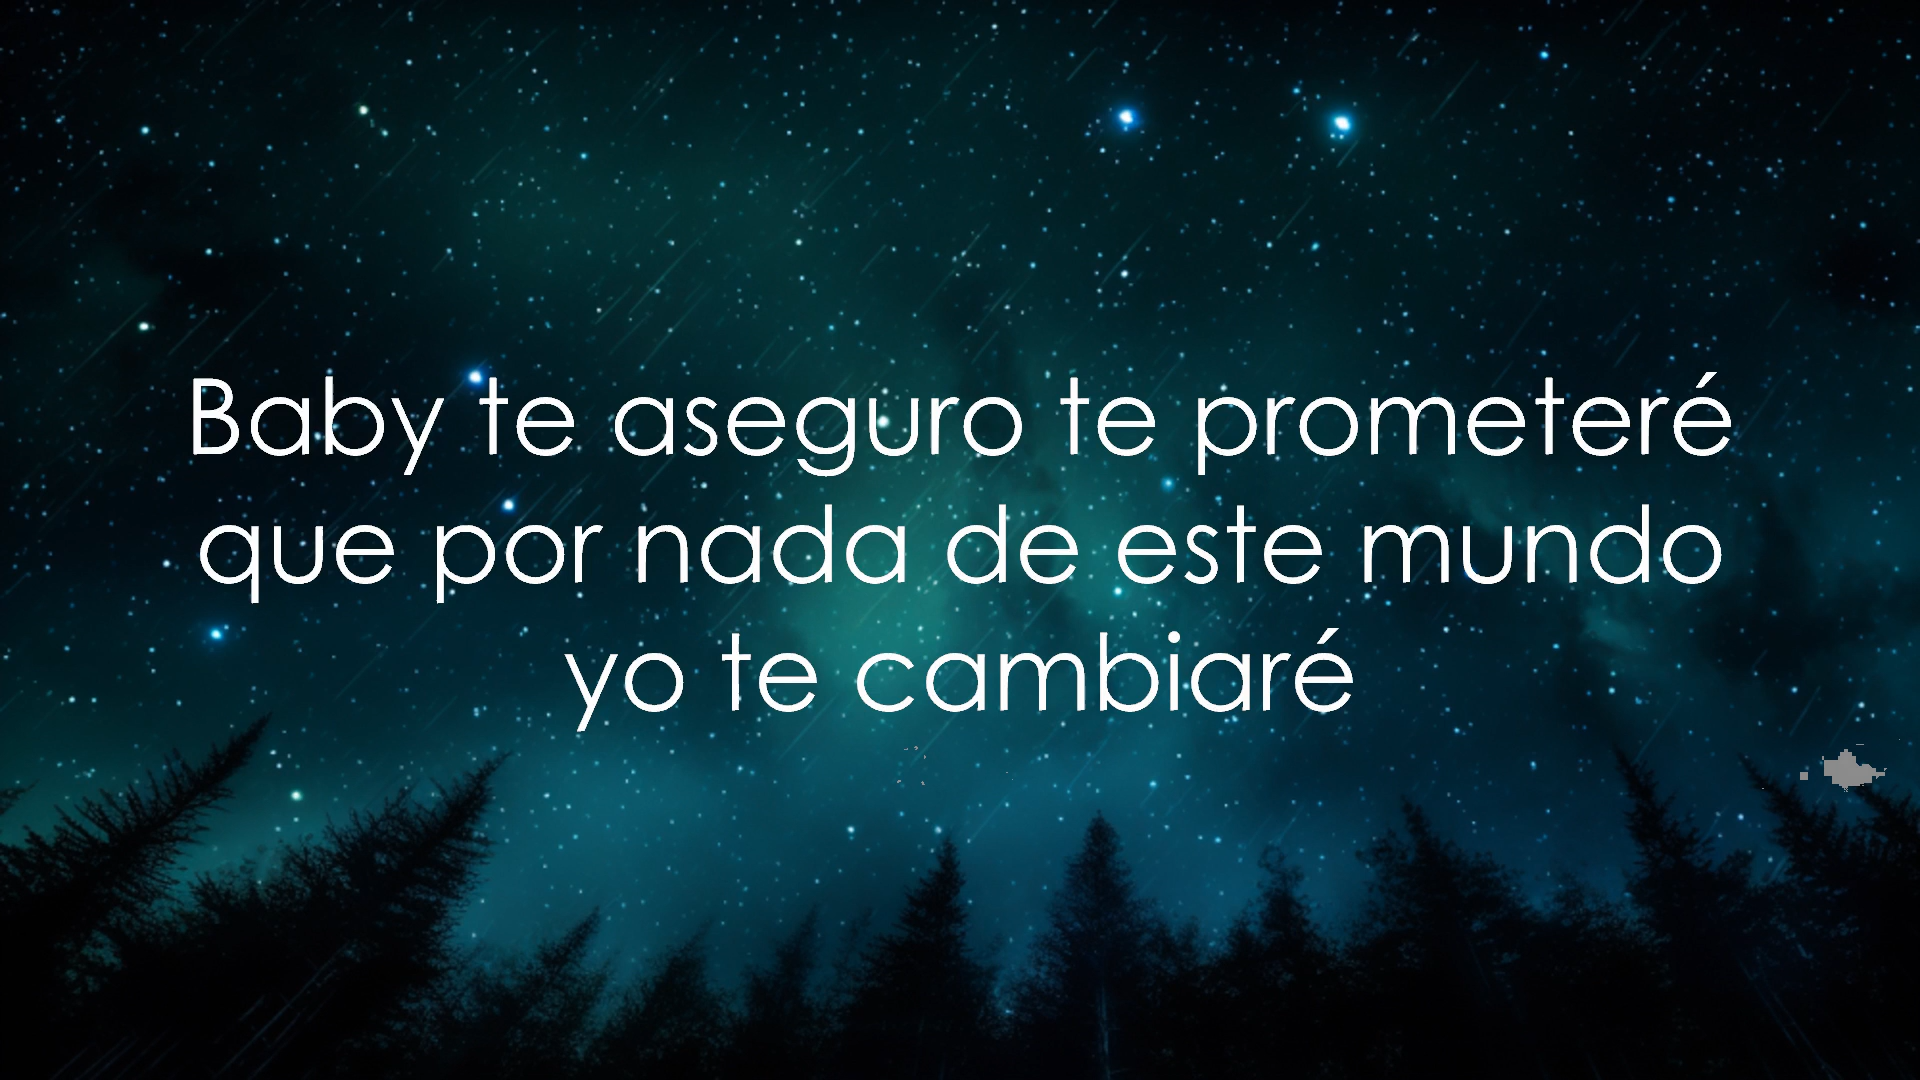 Baby te aseguro te prometeré
que por nada de este mundo
yo te cambiaré